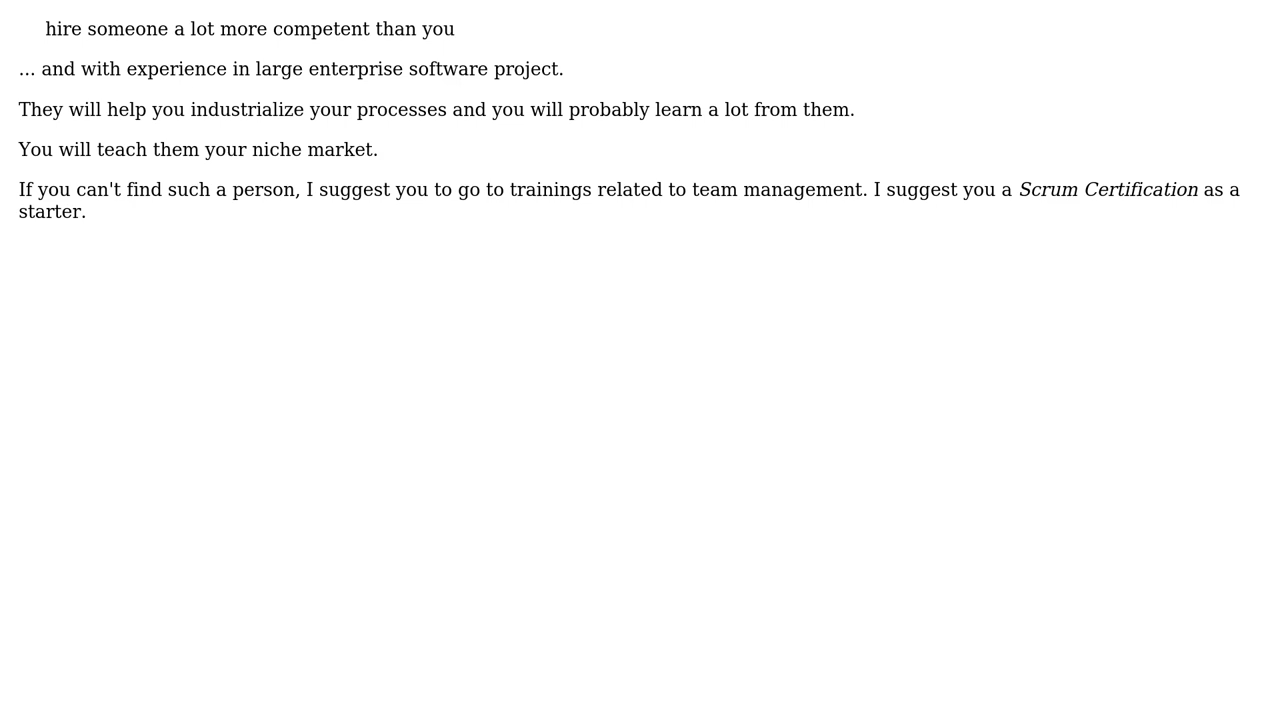 hire someone a lot more competent than you
... and with experience in large enterprise software project.
They will help you industrialize your processes and you will probably learn a lot from them.
You will teach them your niche market.
If you can't find such a person, I suggest you to go to trainings related to team management. I suggest you a Scrum Certification as a
starter.